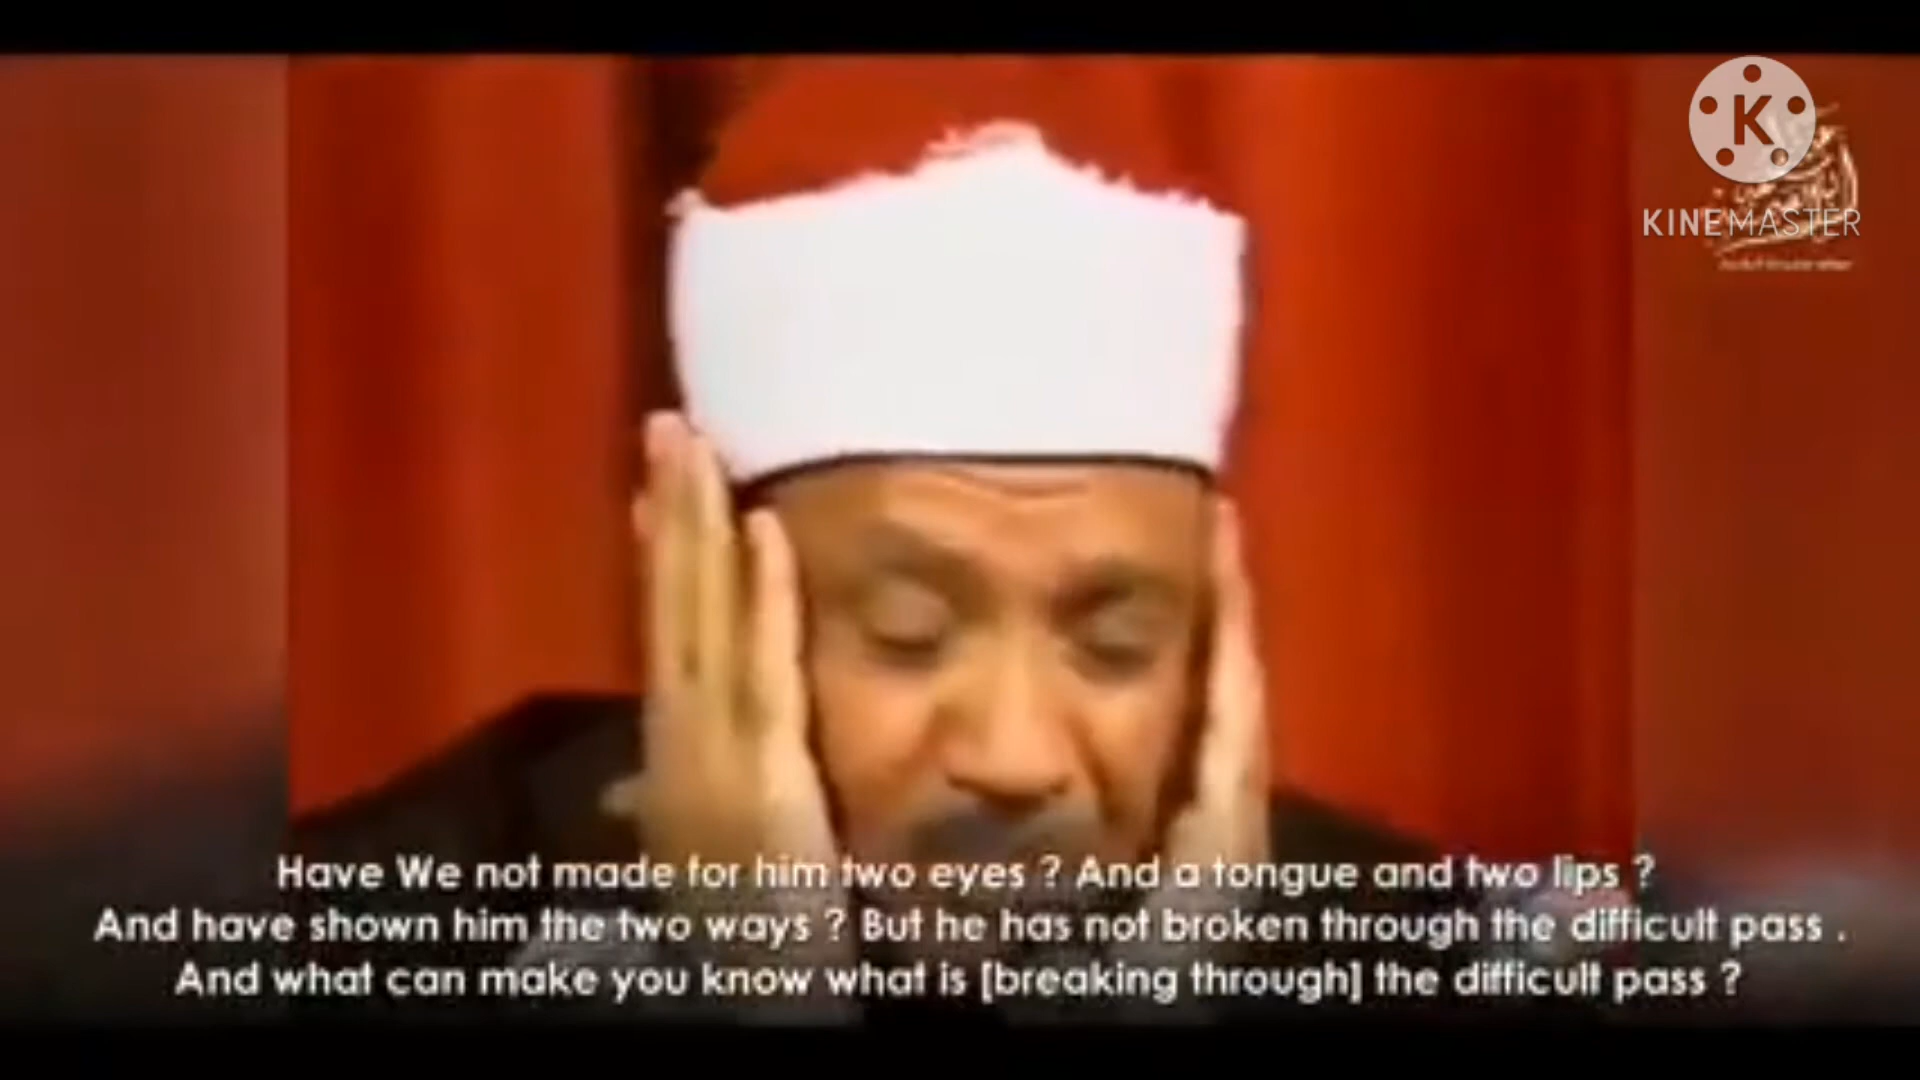 K
KINEMASTER
Have We not made for him two eyes ? And a tongue and two lips ?
And have shown him the two ways ? But he has not broken through the difficult pass .
And what can make you know what is [breaking through] the difficult pass ?